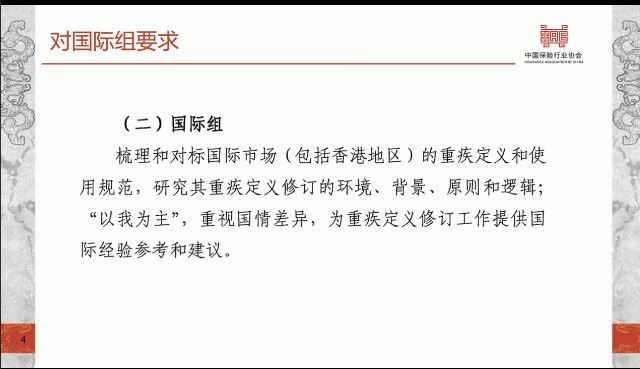 对国际组要求
中国保险行业协会
INSURANCE ASSOCIATION OF CHINA
（二）国际组
梳理和对标国际市场（包括香港地区）的重疾定义和使
用规范，研究其重疾定义修订的环境、背景、原则和逻辑；
“以我为主”，重视国情差异，为重疾定义修订工作提供国
际经验参考和建议。
4